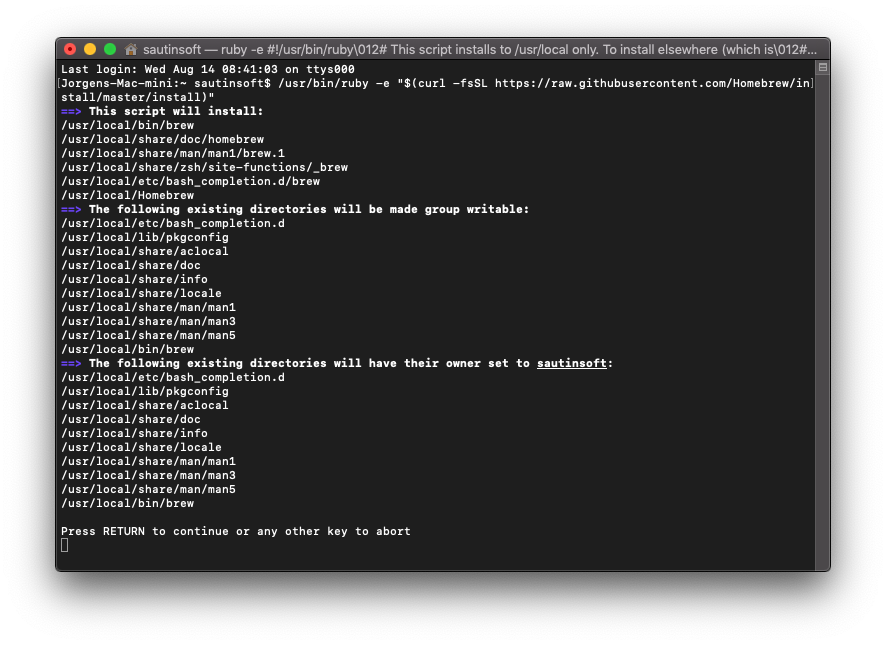 sautinsoft — ruby -e #!/usr/bin/ruby\012# This script installs to /usr/local only. To install elsewhere (which is\012#...
Last login: Wed Aug 14 08:41:03 on ttys000
[Jorgens-Mac-mini:~ sautinsoft$ /usr/bin/ruby -e "$(curl -fsSL https://raw.githubusercontent.com/Homebrew/in]
stall/master/install)"
==> This script will install:
/usr/local/bin/brew
/usr/local/share/doc/homebrew
/usr/local/share/man/man1/brew.1
/usr/local/share/zsh/site-functions/_brew
/usr/local/etc/bash_completion.d/brew
/usr/local/Homebrew
==> The following existing directories will be made group writable:
/usr/local/etc/bash_completion.d
/usr/local/lib/pkgconfig
/usr/local/share/aclocal
/usr/local/share/doc
/usr/local/share/info
/usr/local/share/locale
/usr/local/share/man/man1
/usr/local/share/man/man3
/usr/local/share/man/man5
/usr/local/bin/brew
==> The following existing directories will have their owner set to sautinsoft:
/usr/local/etc/bash_completion.d
/usr/local/lib/pkgconfig
/usr/local/share/aclocal
/usr/local/share/doc
/usr/local/share/info
/usr/local/share/locale
/usr/local/share/man/man1
/usr/local/share/man/man3
/usr/local/share/man/man5
/usr/local/bin/brew
Press RETURN to continue or any other key to abort